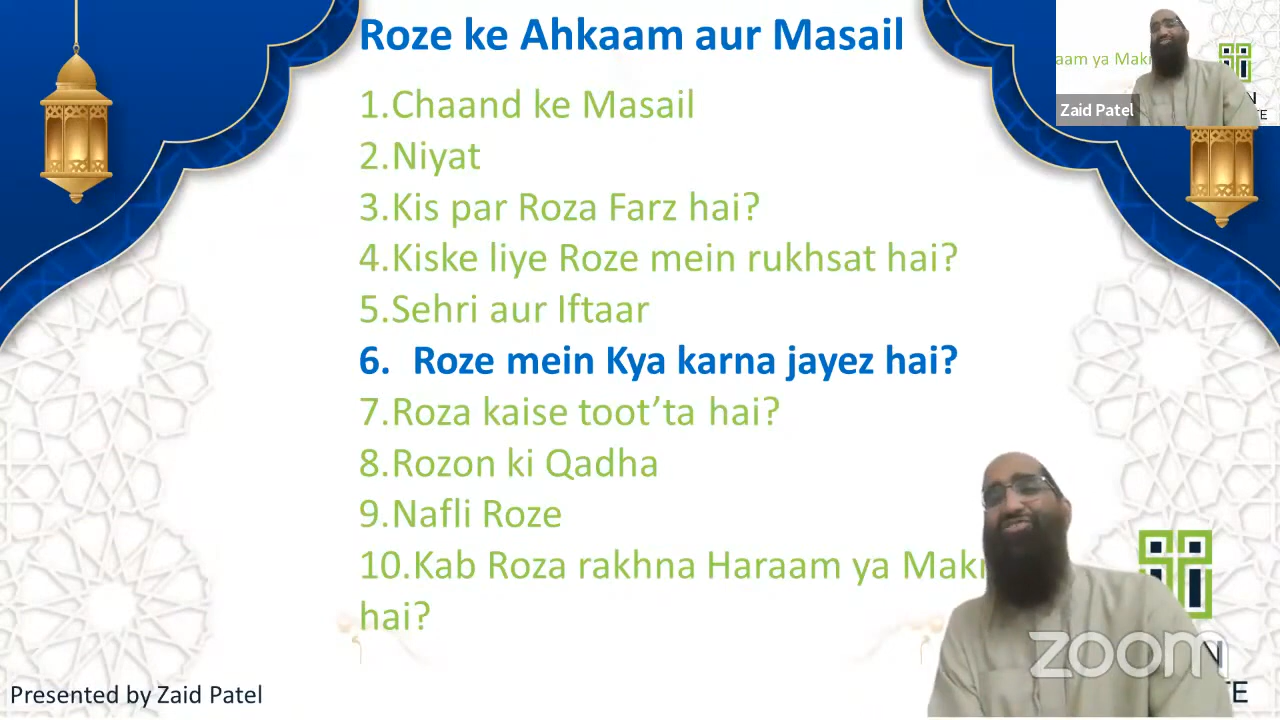 Roze ke Ahkaam aur Masail
1.Chaand ke Masail
2.Niyat
3.Kis par Roza Farz hai?
4.Kiske liye Roze mein rukhsat hai?
5.Sehri aur Iftaar
6. Roze mein Kya karna jayez hai?
7.Roza kaise toot’ta hai?
8.Rozon ki Qadha
9.Nafli Roze
10.Kab Roza rakhna Haraam ya
hai?
Presented by Zaid Patel
ya
Zaid Patel
zoom